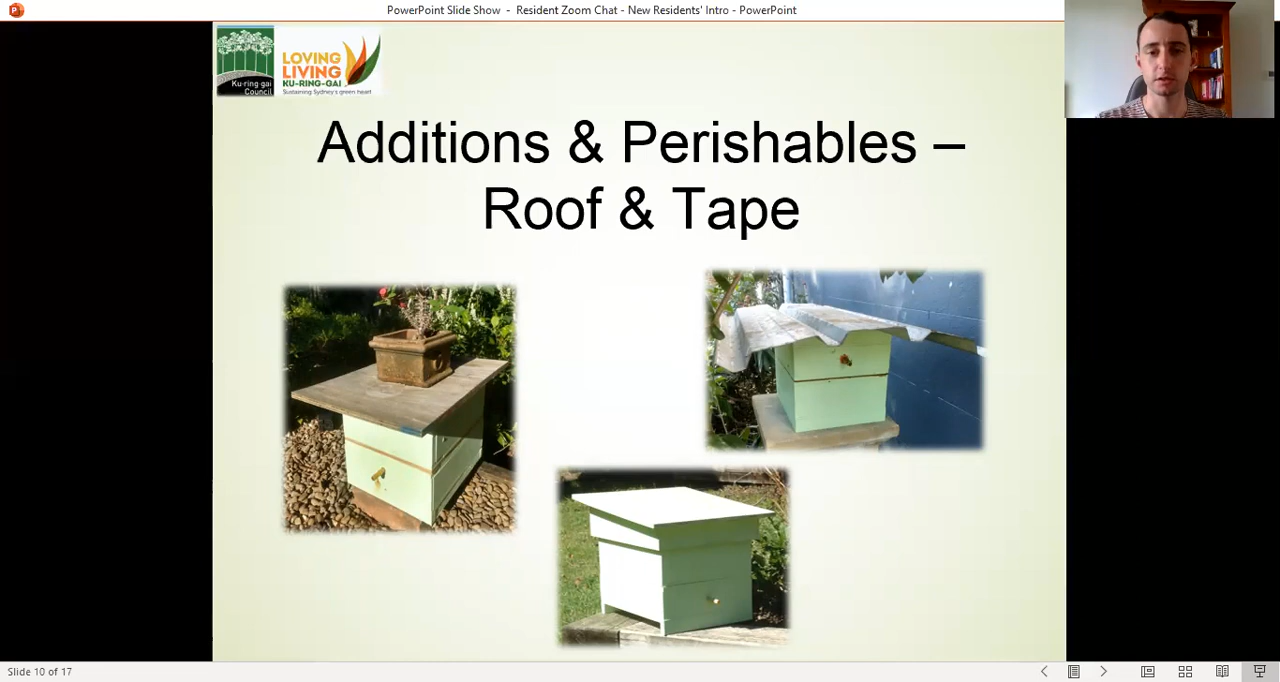 PowerPoint Slide Show - Resident Zoom Chat - New Residents' Intro - PowerPoint
Ku-ring gai
Council
LOVING
LIVING
KU-RING-GAI
Sustaining Sydney's green heart
Additions & Perishables –
Roof & Tape
Slide 10 of 17